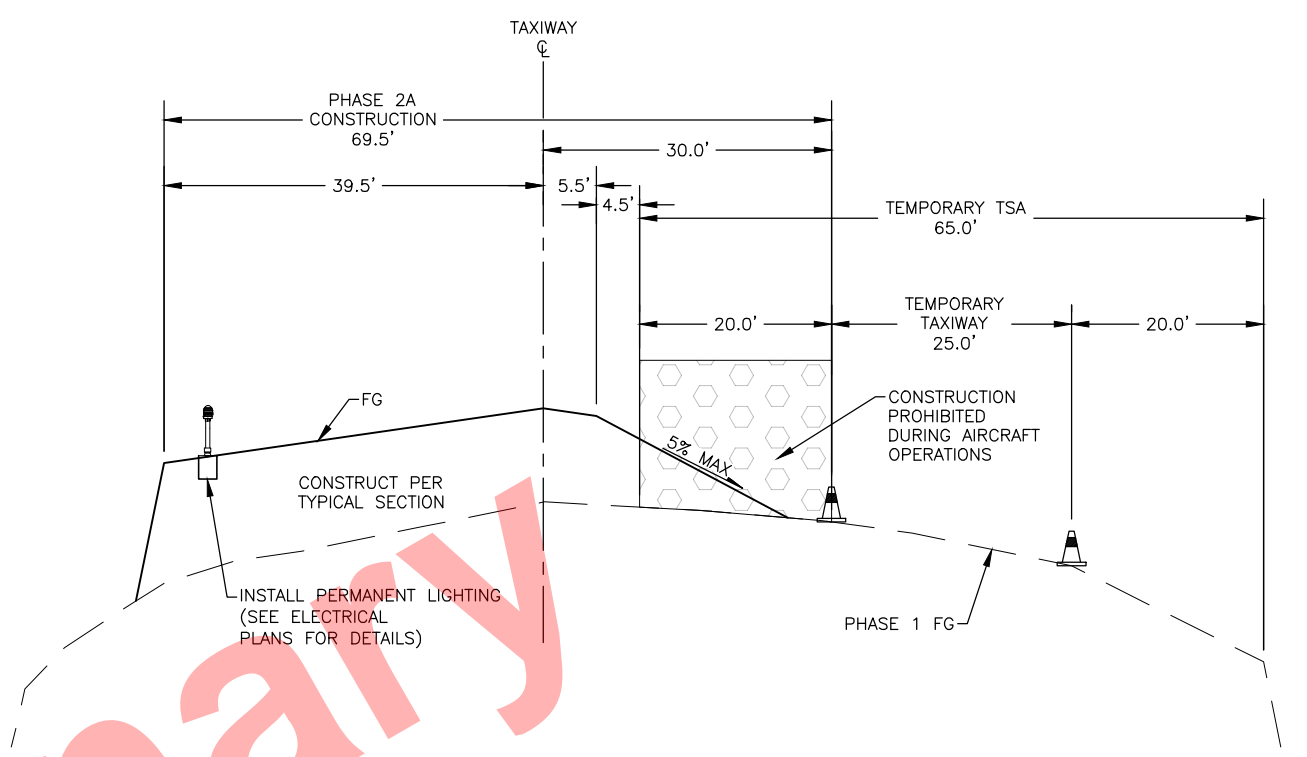 TAXIWAY
℄
PHASE 2A
CONSTRUCTION
69.5'
30.0'
39.5'
5.5'
4.5'
TEMPORARY TSA
65.0'
20.0'
TEMPORARY
TAXIWAY
25.0'
20.0'
FG
CONSTRUCTION
PROHIBITED
DURING AIRCRAFT
OPERATIONS
5% MAX
CONSTRUCT PER
TYPICAL SECTION
INSTALL PERMANENT LIGHTING
(SEE ELECTRICAL
PLANS FOR DETAILS)
PHASE 1 FG
nary